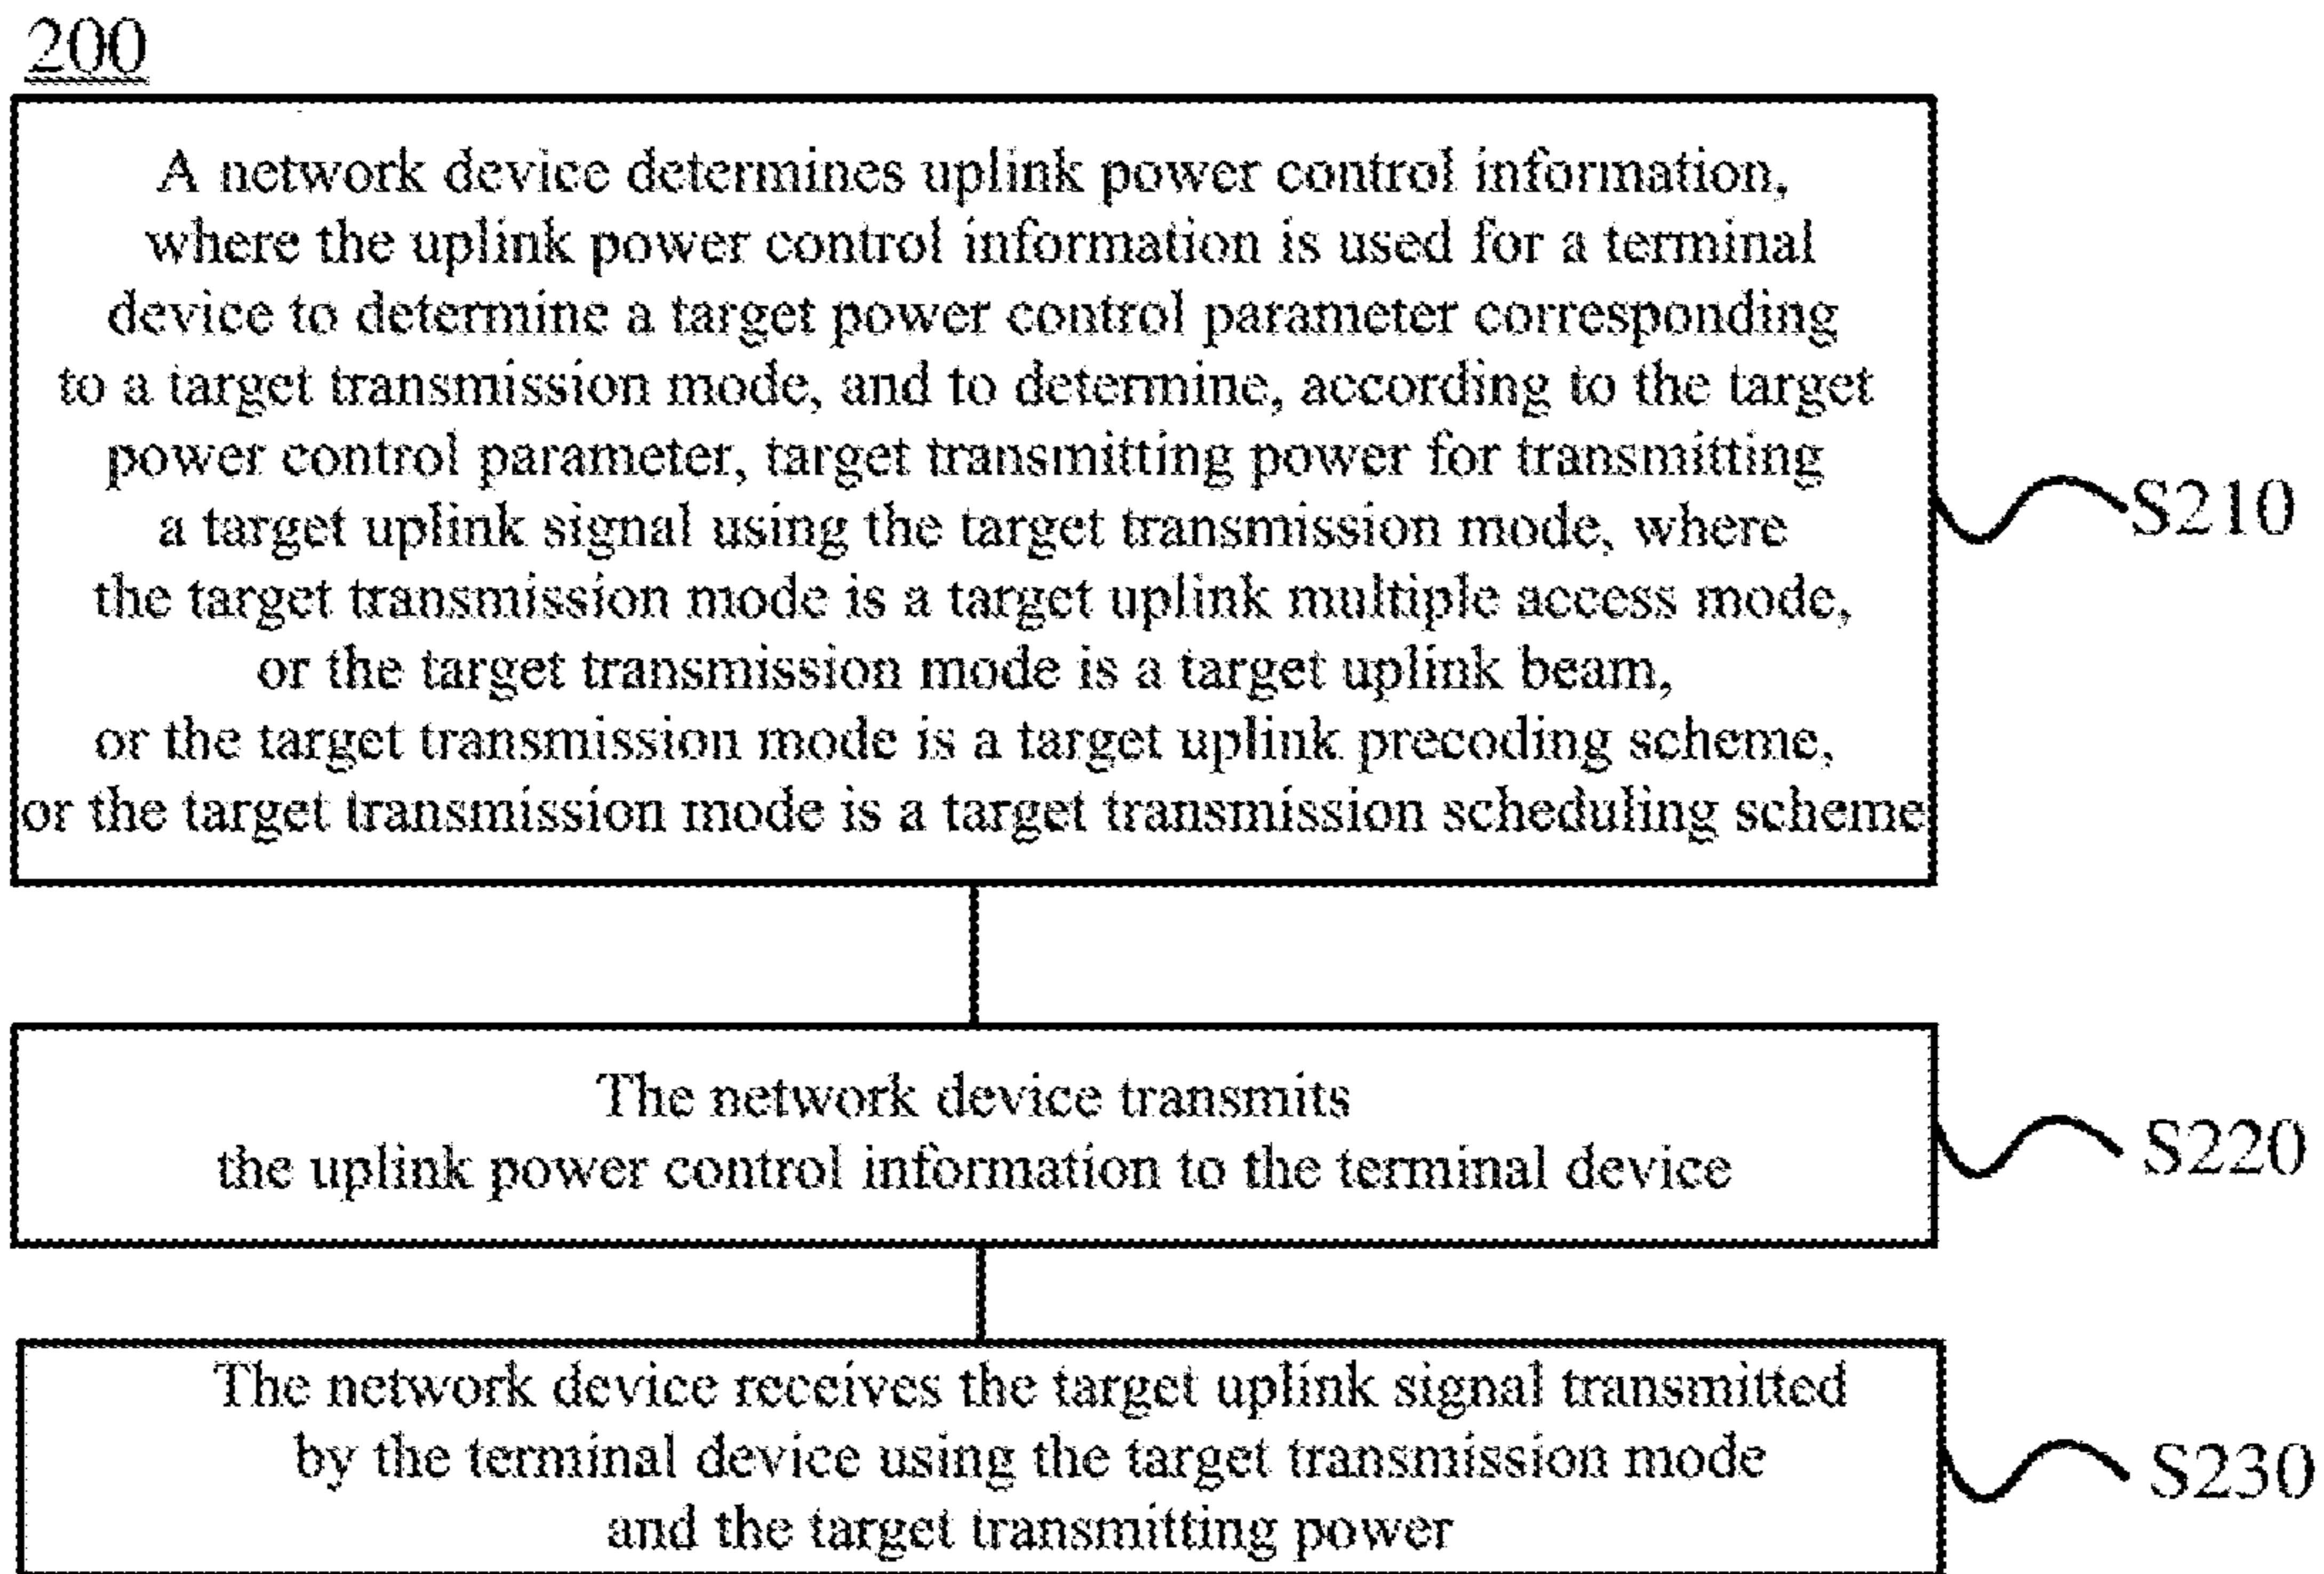 200
A network device determines uplink power control information,
where the uplink power control information is used for a terminal
device to determine a target power control parameter corresponding
to a target transmission mode, and to determine, according to the target
power control parameter, target transmitting power for transmitting
a target uplink signal using the target transmission mode, where
the target transmission mode is a target uplink multiple access mode,
or the target transmission mode is a target uplink beam,
or the target transmission mode is a target uplink precoding scheme,
or the target transmission mode is a target transmission scheduling scheme
S210
The network device transmits
the uplink power control information to the terminal device
S220
The network device receives the target uplink signal transmitted
by the terminal device using the target transmission mode
and the target transmitting power
S230